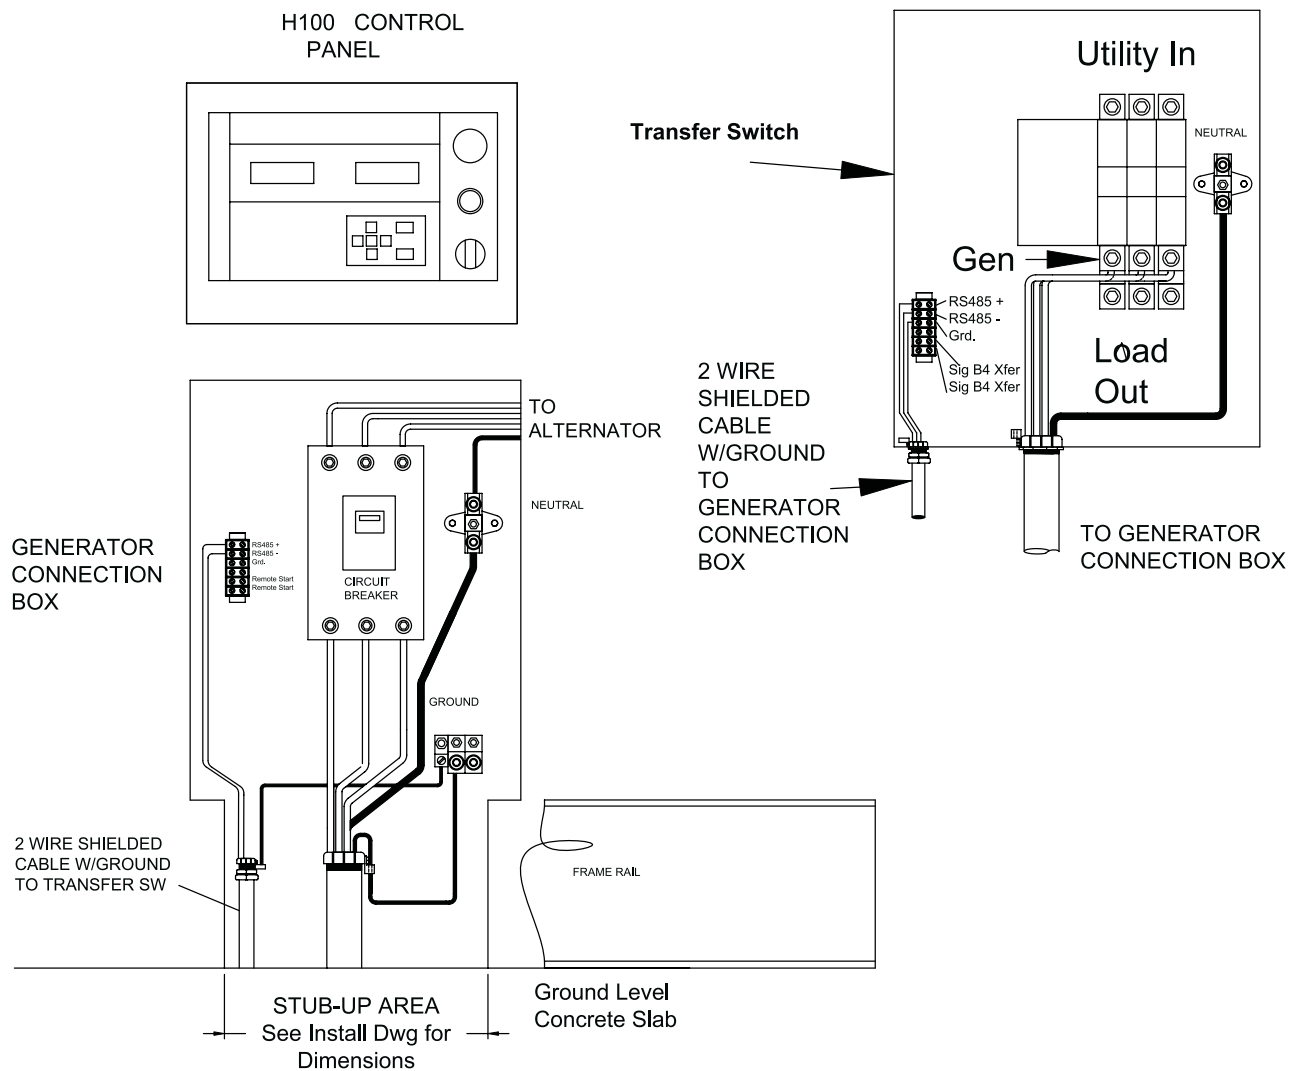 H100 CONTROL
PANEL
Utility In
Transfer Switch
NEUTRAL
Gen
RS485 +
RS485 -
Grd.
Sig B4 Xfer
Sig B4 Xfer
Load
Out
2 WIRE
SHIELDED
CABLE
W/GROUND
TO
GENERATOR
CONNECTION
BOX
TO GENERATOR
CONNECTION BOX
TO
ALTERNATOR
NEUTRAL
GENERATOR
CONNECTION
BOX
RS485 +
RS485 -
Grd.
Remote Start
Remote Start
CIRCUIT
BREAKER
GROUND
2 WIRE SHIELDED
CABLE W/GROUND
TO TRANSFER SW
FRAME RAIL
STUB-UP AREA
See Install Dwg for
Dimensions
Ground Level
Concrete Slab